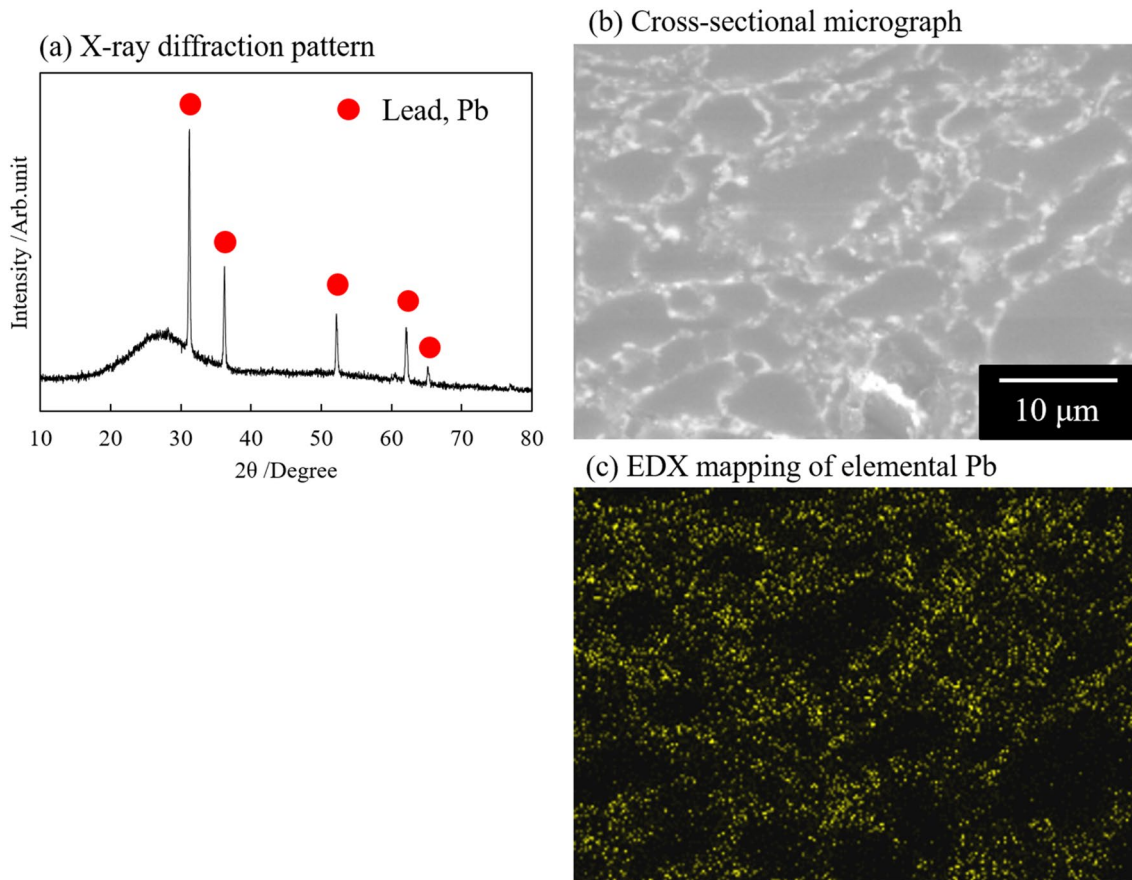 (a) X-ray diffraction pattern
Lead, Pb
Intensity /Arb.unit
10 20 30 40 50 60 70 80
2θ /Degree
(b) Cross-sectional micrograph
10 μm
(c) EDX mapping of elemental Pb